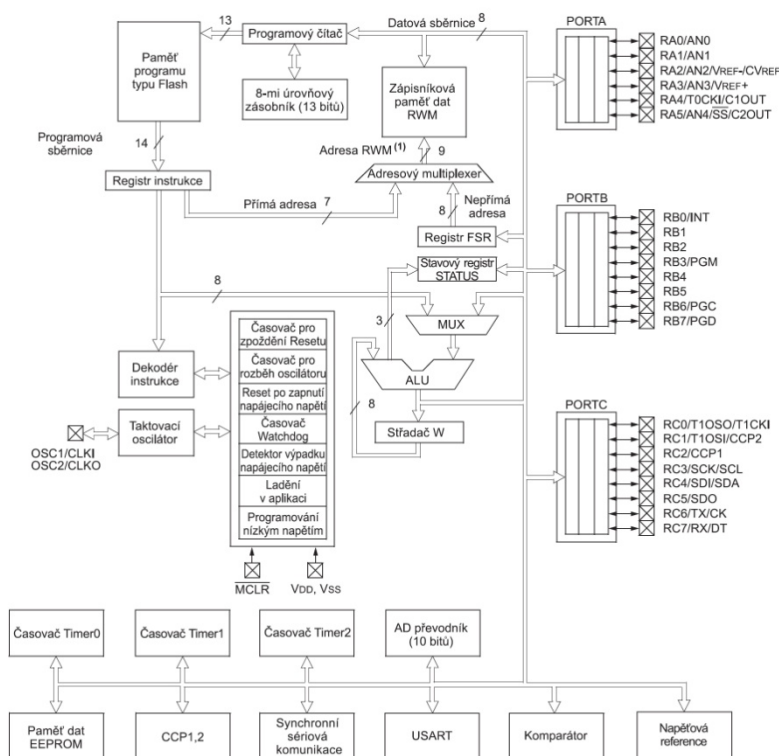 Paměť
programu
typu Flash
13
Programový čítač
Datová sběrnice
8
8-mi úrovňový
zásobník (13 bitů)
Zápisníková
paměť dat
RWM
Programová
sběrnice
14
Adresa RWM(1)
9
Registr instrukce
Adresový multiplexer
Přímá adresa
7
8
Nepřímá
adresa
Registr FSR
Stavový registr
STATUS
8
3
MUX
ALU
8
Střadač W
Dekodér
instrukce
Taktovací
oscilátor
OSC1/CLKI
OSC2/CLKO
Časovač pro
zpoždění Resetu
Časovač pro
rozběh oscilátoru
Reset po zapnutí
napájecího napětí
Časovač
Watchdog
Detektor výpadku
napájecího napětí
Ladění
v aplikaci
Programování
nízkým napětím
MCLR
VDD, VSS
PORTA
RA0/AN0
RA1/AN1
RA2/AN2/VREF-/CVREF
RA3/AN3/VREF+
RA4/T0CKI/C1OUT
RA5/AN4/SS/C2OUT
PORTB
RB0/INT
RB1
RB2
RB3/PGM
RB4
RB5
RB6/PGC
RB7/PGD
PORTC
RC0/T1OSO/T1CKI
RC1/T1OSI/CCP2
RC2/CCP1
RC3/SCK/SCL
RC4/SDI/SDA
RC5/SDO
RC6/TX/CK
RC7/RX/DT
Časovač Timer0
Časovač Timer1
Časovač Timer2
AD převodník
(10 bitů)
Paměť dat
EEPROM
CCP1,2
Synchronní
sériová
komunikace
USART
Komparátor
Napěťová
reference